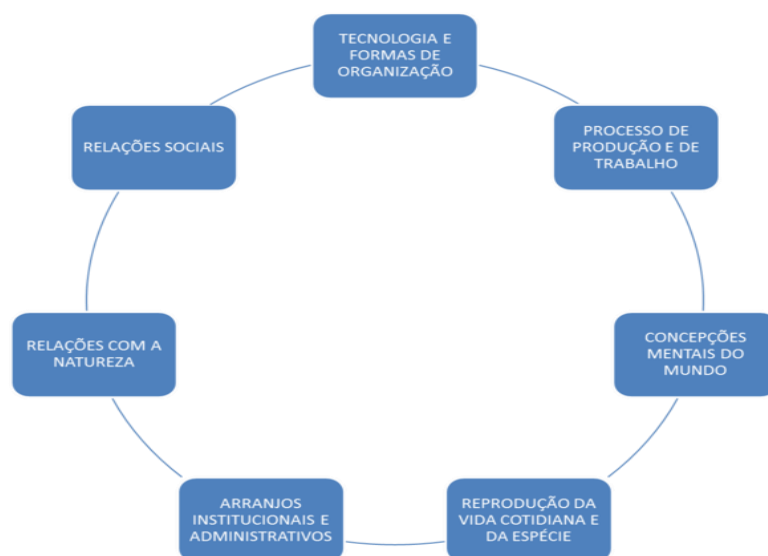 TECNOLOGIA E
FORMAS DE
ORGANIZAÇÃO
PROCESSO DE
PRODUÇÃO E DE
TRABALHO
CONCEPÇÕES
MENTAIS DO
MUNDO
REPRODUÇÃO DA
VIDA COTIDIANA E
DA ESPÉCIE
ARRANJOS
INSTITUCIONAIS E
ADMINISTRATIVOS
RELAÇÕES COM A
NATUREZA
RELAÇÕES SOCIAIS